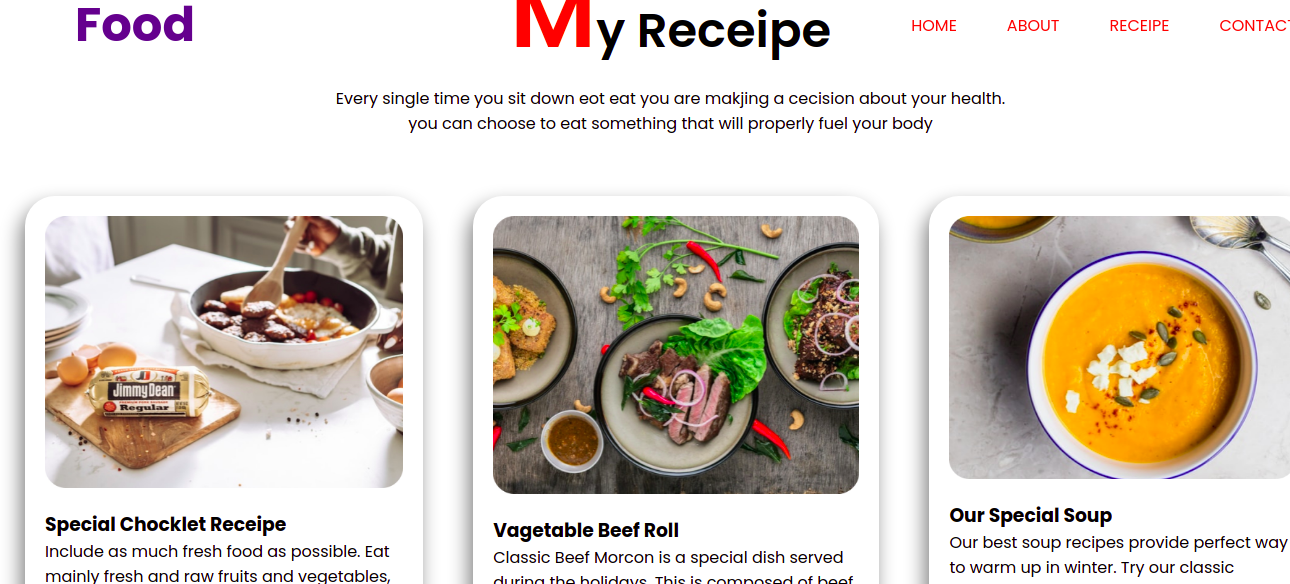 Food
My Receipe
HOME
ABOUT
RECEIPE
CONTACT
Every single time you sit down eot eat you are makjing a cecision about your health.
you can choose to eat something that will properly fuel your body
Jimmy Dean
Regular
Special Chocklet Receipe
Include as much fresh food as possible. Eat
mainly fresh and raw fruits and vegetables,
Vagetable Beef Roll
Classic Beef Morcon is a special dish served
during the holidays. This is composed of beef
Our Special Soup
Our best soup recipes provide perfect way
to warm up in winter. Try our classic